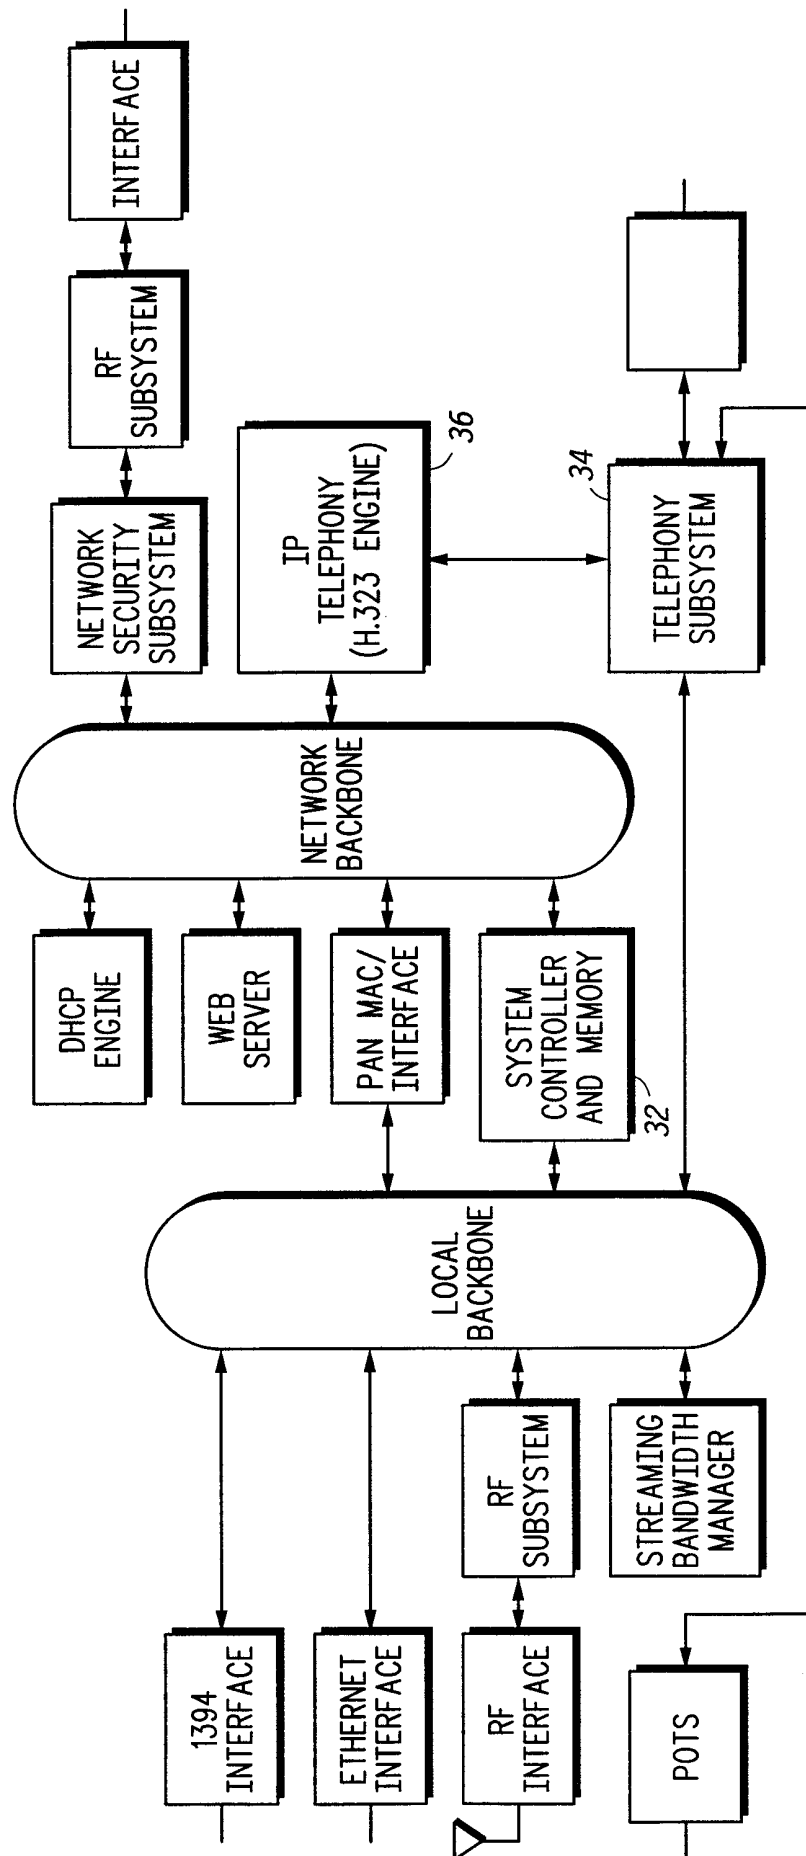 1394
INTERFACE
ETHERNET
INTERFACE
RF
INTERFACE
POTS
RF
SUBSYSTEM
STREAMING
BANDWIDTH
MANAGER
LOCAL
BACKBONE
DHCP
ENGINE
WEB
SERVER
PAN MAC/
INTERFACE
SYSTEM
CONTROLLER
AND MEMORY
32
NETWORK
BACKBONE
NETWORK
SECURITY
SUBSYSTEM
IP
TELEPHONY
(H.323 ENGINE)
36
34
TELEPHONY
SUBSYSTEM
RF
SUBSYSTEM
INTERFACE